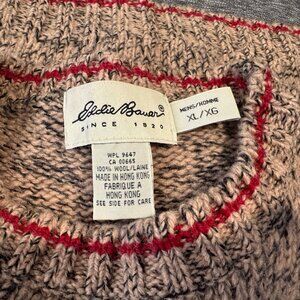 Eddie Bauer®
SINCE 1920
MENS/HOMME
XL/XG
WPL 9647
CA 00665
100% WOOL/LAINE
MADE IN HONG KONG
FABRIQUE A
HONG KONG
SEE SIDE FOR CARE